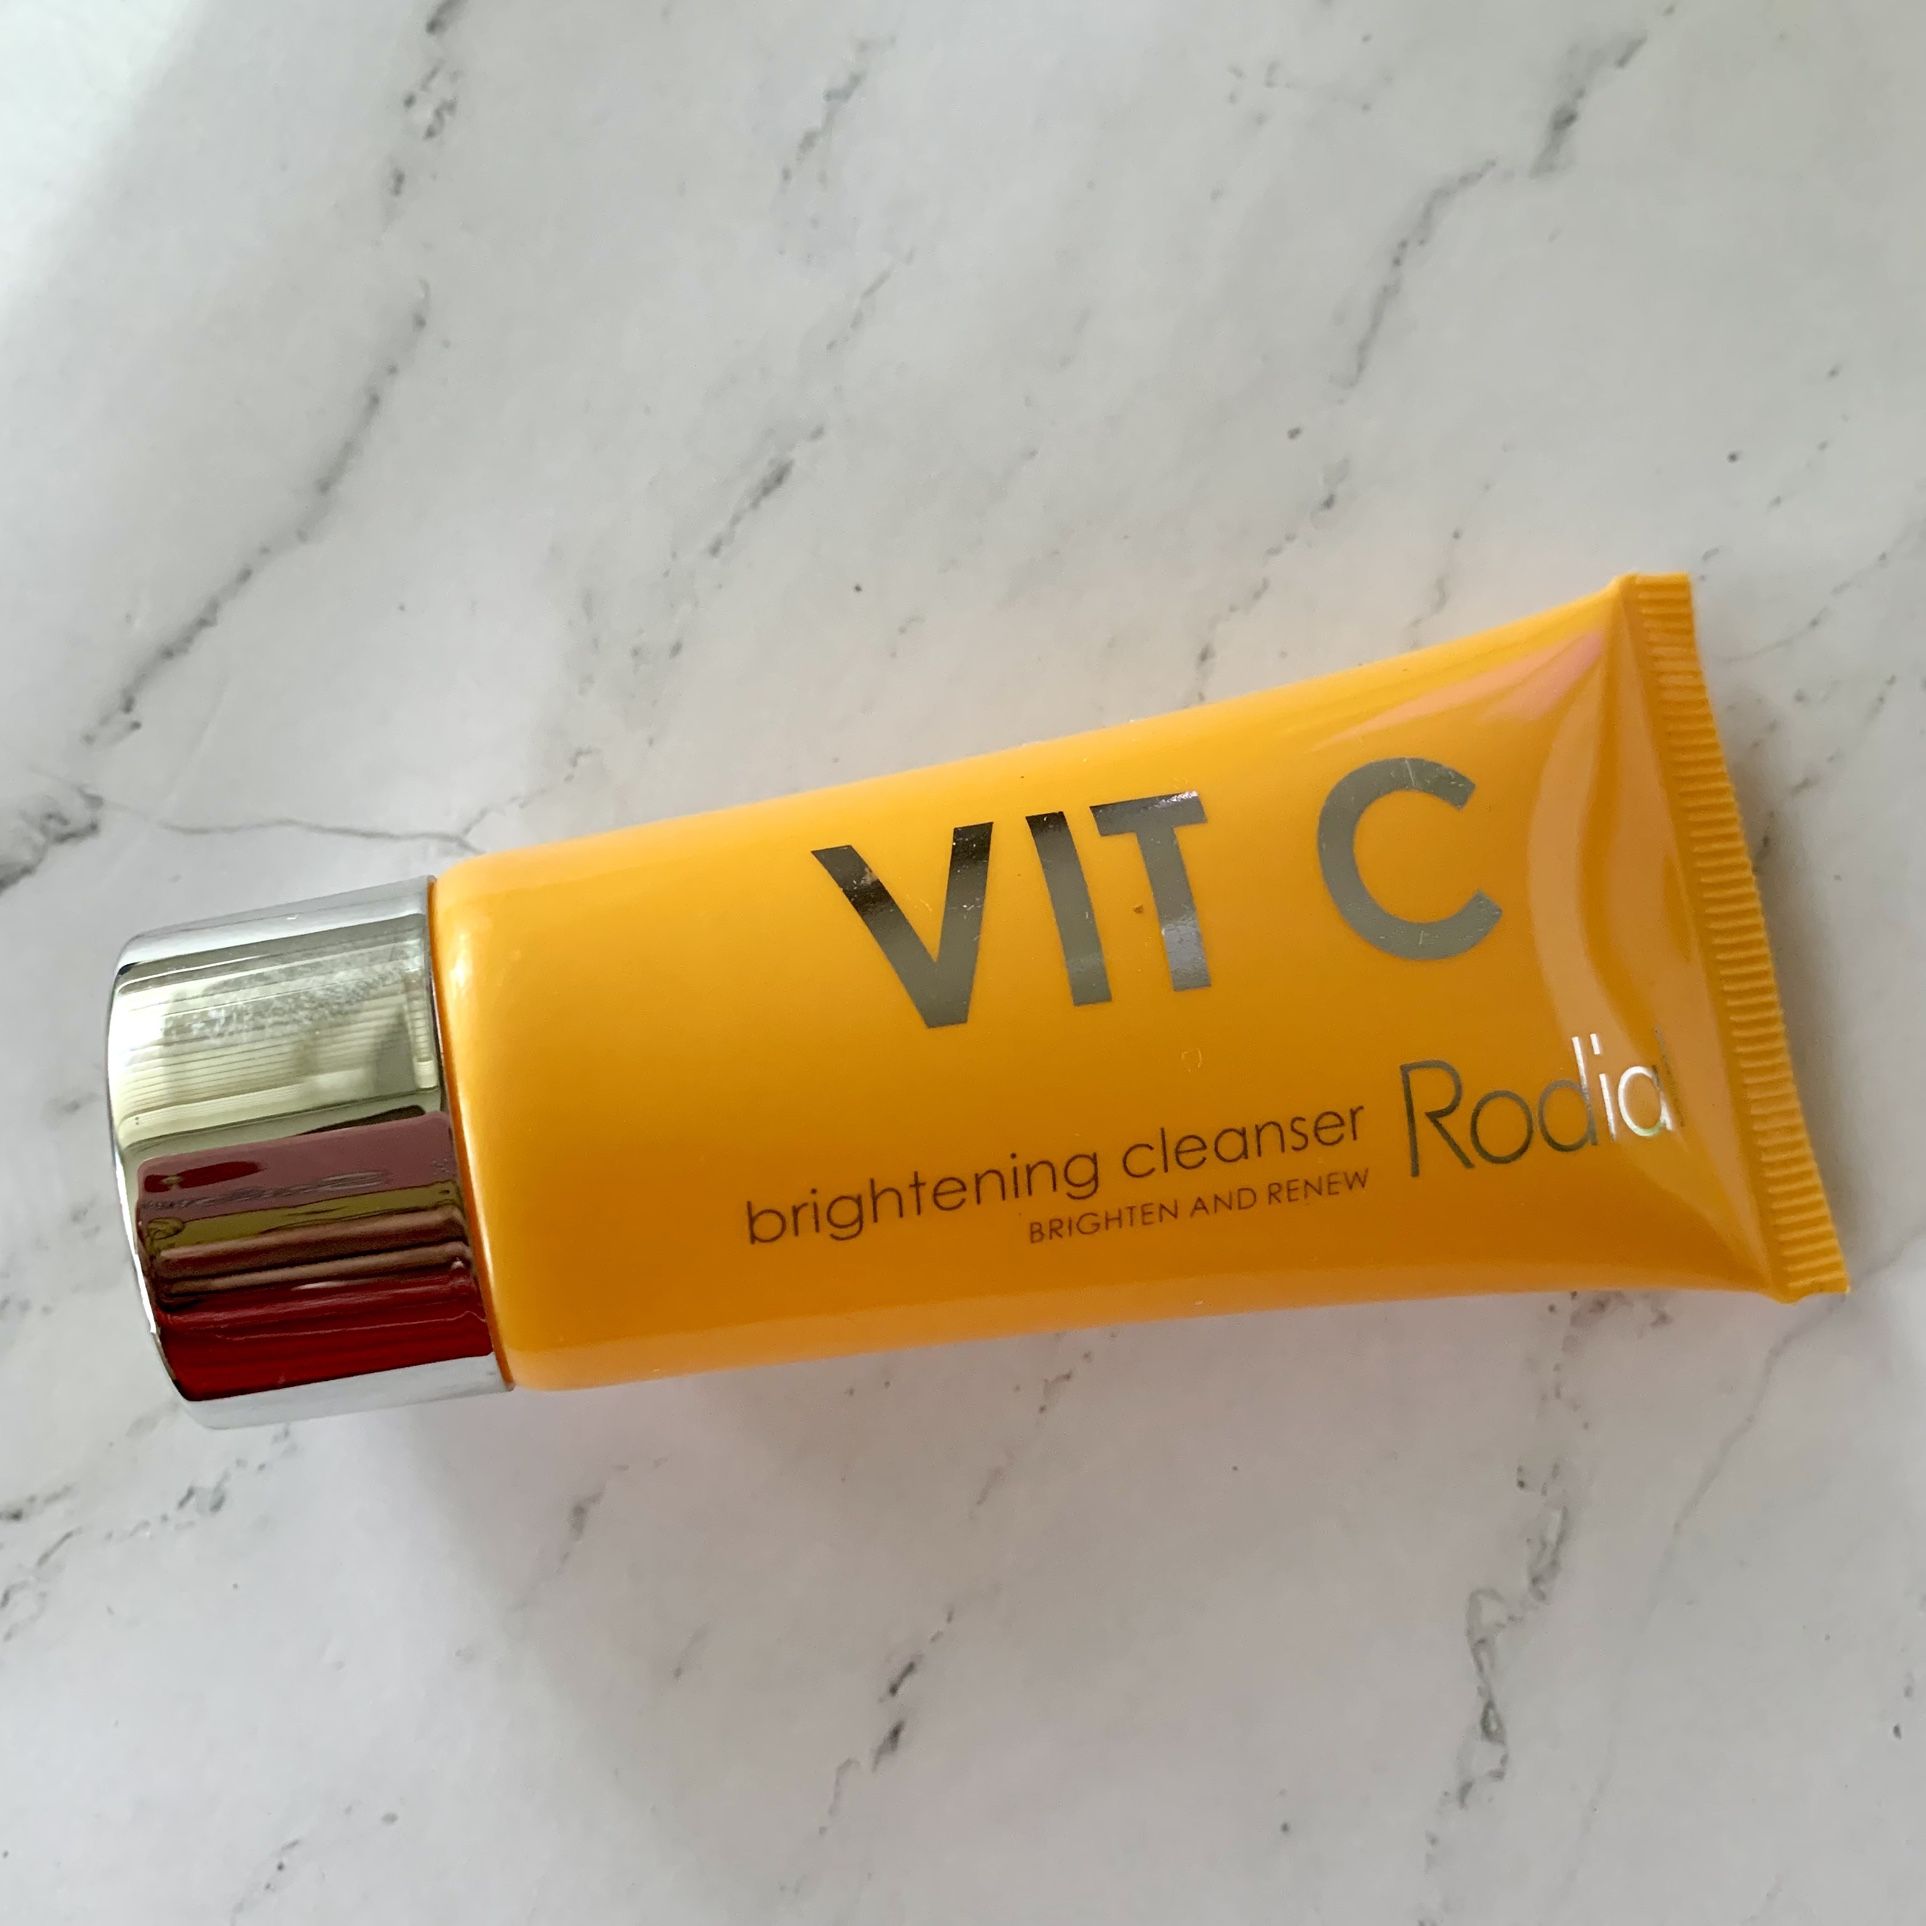 VIT C
brightening cleanser
BRIGHTEN AND RENEW
Rodial